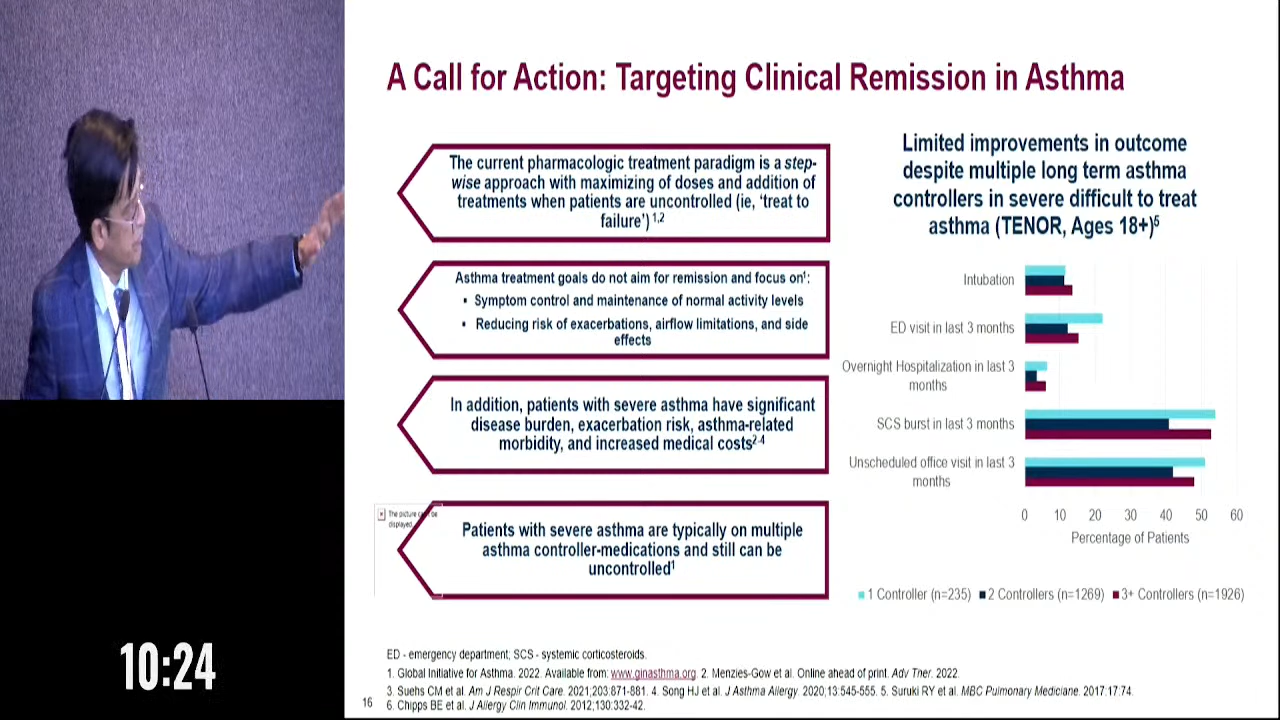 A Call for Action: Targeting Clinical Remission in Asthma
The current pharmacologic treatment paradigm is a step-
wise approach with maximizing of doses and addition of
treatments when patients are uncontrolled (ie, ‘treat to
failure’)1,2
Asthma treatment goals do not aim for remission and focus on1:
▪ Symptom control and maintenance of normal activity levels
▪ Reducing risk of exacerbations, airflow limitations, and side
effects
In addition, patients with severe asthma have significant
disease burden, exacerbation risk, asthma-related
morbidity, and increased medical costs2-4
The picture can't be
displayed.
Patients with severe asthma are typically on multiple
asthma controller-medications and still can be
uncontrolled1
Limited improvements in outcome
despite multiple long term asthma
controllers in severe difficult to treat
asthma (TENOR, Ages 18+)5
Intubation
ED visit in last 3 months
Overnight Hospitalization in last 3
months
SCS burst in last 3 months
Unscheduled office visit in last 3
months
0 10 20 30 40 50 60
Percentage of Patients
1 Controller (n=235) 2 Controllers (n=1269) 3+ Controllers (n=1926)
ED - emergency department; SCS - systemic corticosteroids.
1. Global Initiative for Asthma. 2022. Available from: www.ginasthma.org. 2. Menzies-Gow et al. Online ahead of print. Adv Ther. 2022.
3. Suehs CM et al. Am J Respir Crit Care. 2021;203:871-881. 4. Song HJ et al. J Asthma Allergy. 2020;13:545-555. 5. Suruki RY et al. MBC Pulmonary Mediciane. 2017:17:74.
6. Chipps BE et al. J Allergy Clin Immunol. 2012;130:332-42.
16
10:24